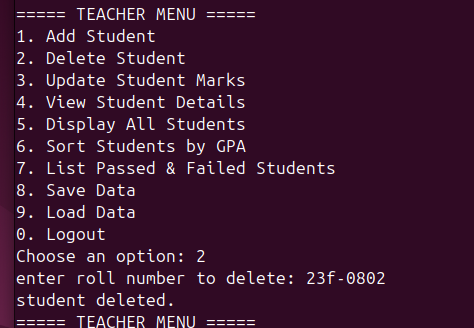 ===== TEACHER MENU =====
1. Add Student
2. Delete Student
3. Update Student Marks
4. View Student Details
5. Display All Students
6. Sort Students by GPA
7. List Passed & Failed Students
8. Save Data
9. Load Data
0. Logout
Choose an option: 2
enter roll number to delete: 23f-0802
student deleted.
===== TEACHER MENU =====